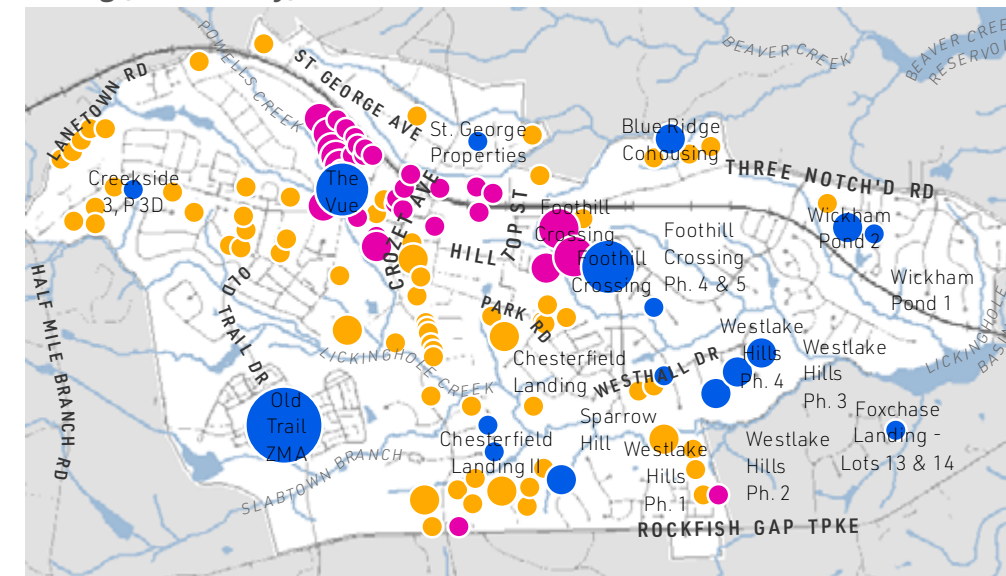 POWELLS CREEK
ST GEORGE AVE
BEAVER CREEK
BEAVER CREE
RESERVO
LANETOWN RD
St. George
Properties
Blue Ridge
Cohousing
THREE NOTCH'D RD
Creekside
3, P 3D
The
Vue
CROZET AVE
HILL
TOP ST
Foothill
Crossing
Foothill
Crossing
Foothill
Crossing
Ph. 4 & 5
Wickham
Pond 2
Wickham
Pond 1
HALF MILE BRANCH RD
OLD
TRAIL DR
PARK RD
LICKINGHOLE CREEK
LICKINGHOLE
BAS
Chesterfield
Landing
WESTHALL DR
Westlake
Hills
Ph. 4
Westlake
Hills
Ph. 3
Old
Trail
ZMA
Sparrow
Hill
Foxchase
Landing -
Lots 13 & 14
Chesterfield
Landing II
Westlake
Hills
Ph. 1
Westlake
Hills
Ph. 2
SLABTOWN BRANCH
ROCKFISH GAP TPKE